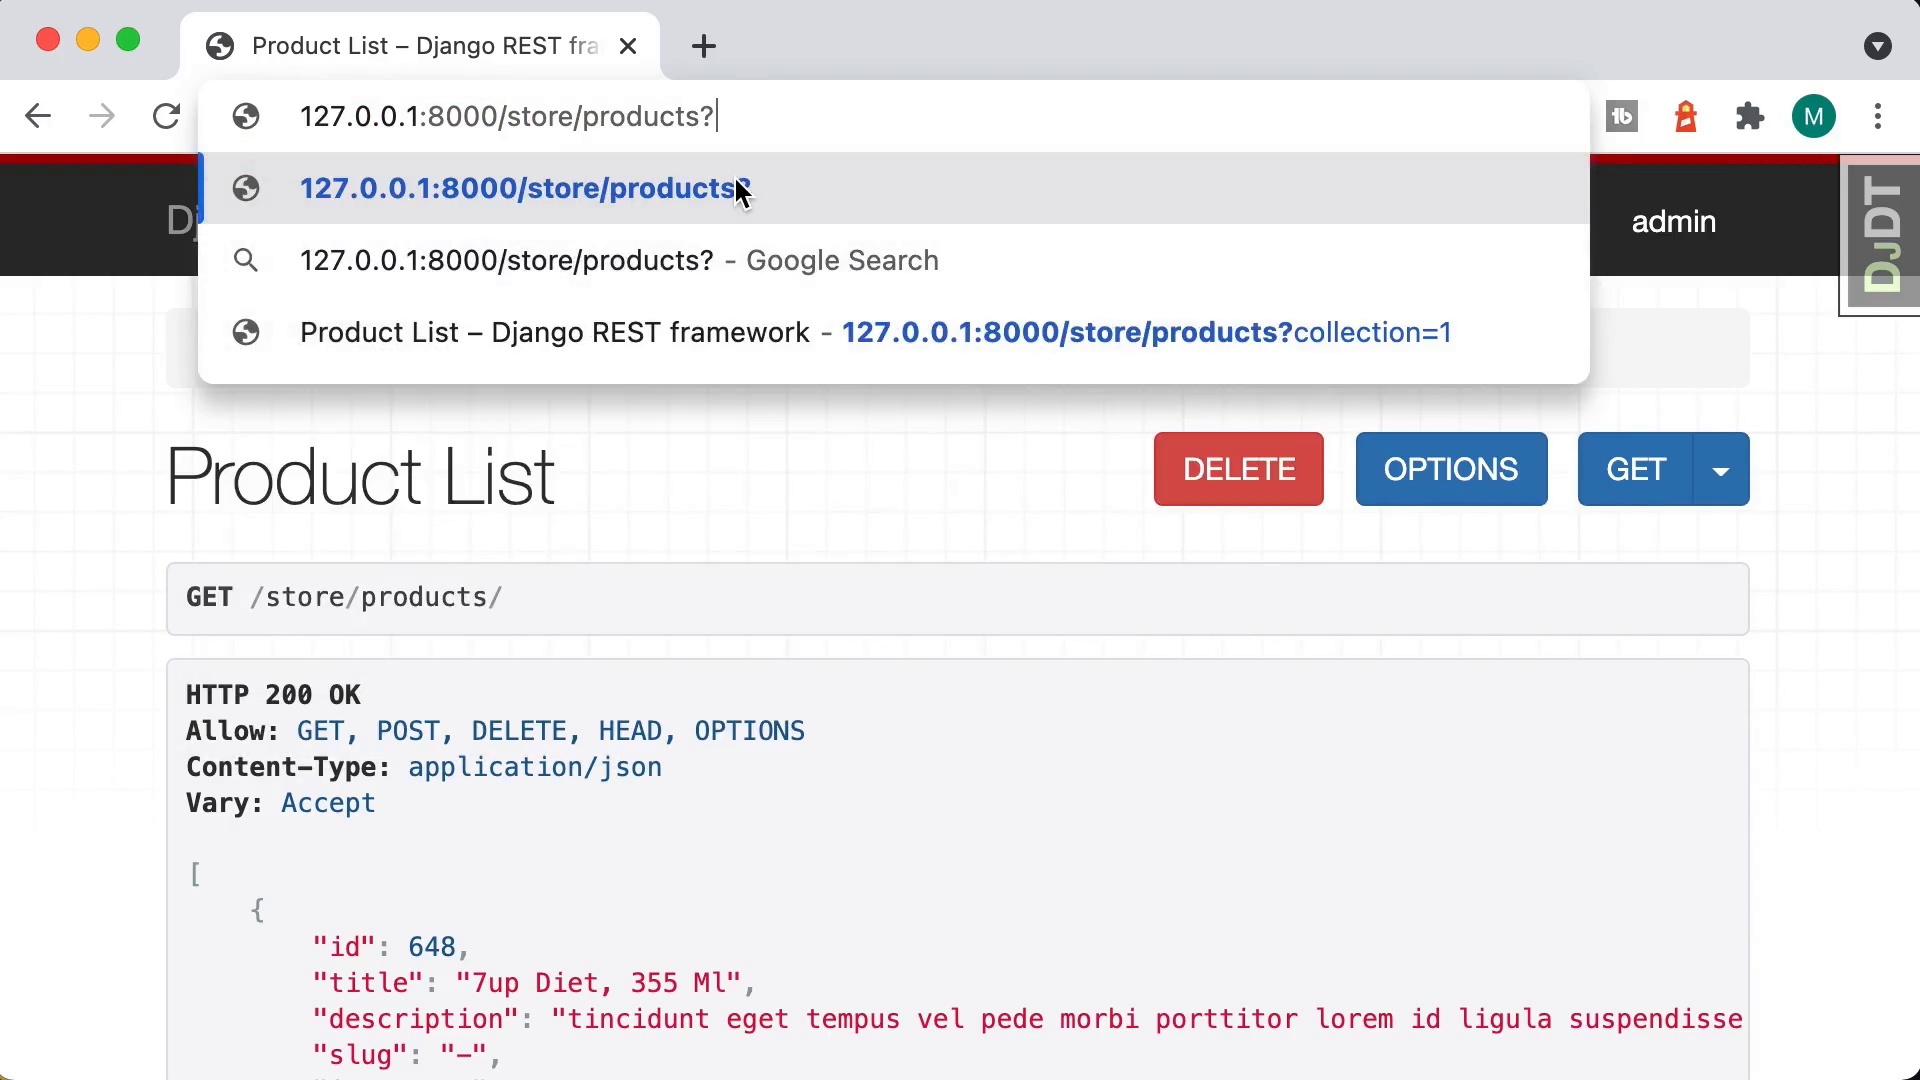 Product List – Django REST fra
127.0.0.1:8000/store/products?
M
127.0.0.1:8000/store/products?
127.0.0.1:8000/store/products? - Google Search
Product List – Django REST framework - 127.0.0.1:8000/store/products?collection=1
Dj
admin
DJDT
Product List
DELETE
OPTIONS
GET
GET /store/products/
HTTP 200 OK
Allow: GET, POST, DELETE, HEAD, OPTIONS
Content-Type: application/json
Vary: Accept
[
{
"id": 648,
"title": "7up Diet, 355 Ml",
"description": "tincidunt eget tempus vel pede morbi porttitor lorem id ligula suspendisse
"slug": "-",